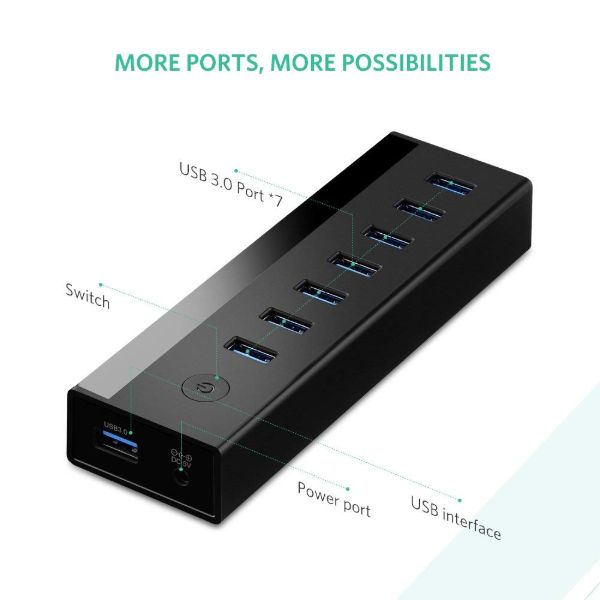 MORE PORTS, MORE POSSIBILITIES
USB 3.0 Port *7
Switch
USB3.0
DC/5V
Power port
USB interface